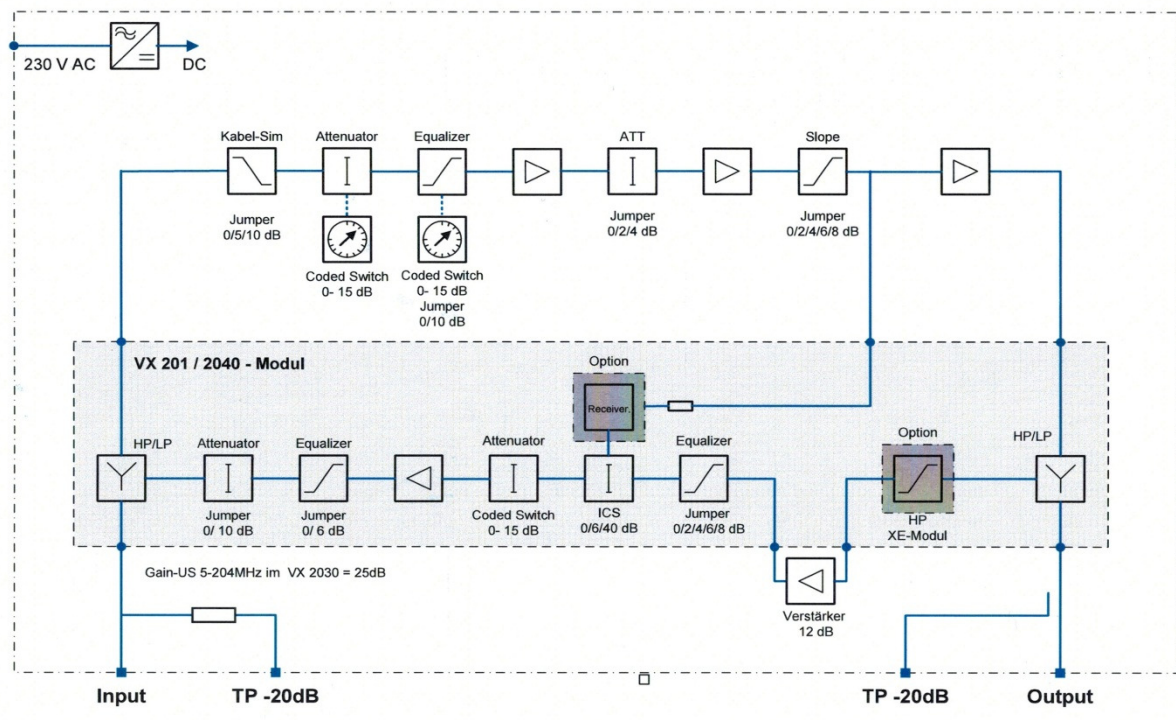 230 V AC
DC
Kabel-Sim
Attenuator
Equalizer
ATT
Slope
Jumper
0/5/10 dB
Jumper
0/2/4 dB
Jumper
0/2/4/6/8 dB
Coded Switch
0- 15 dB
Coded Switch
0- 15 dB
Jumper
0/10 dB
VX 201 / 2040 - Modul
Option
Receiver.
HP/LP
Attenuator
Equalizer
Attenuator
Equalizer
Option
HP/LP
Jumper
0/ 10 dB
Jumper
0/ 6 dB
Coded Switch
0- 15 dB
ICS
0/6/40 dB
Jumper
0/2/4/6/8 dB
HP
XE-Modul
Gain-US 5-204MHz im VX 2030 = 25dB
Verstärker
12 dB
Input
TP -20dB
TP -20dB
Output